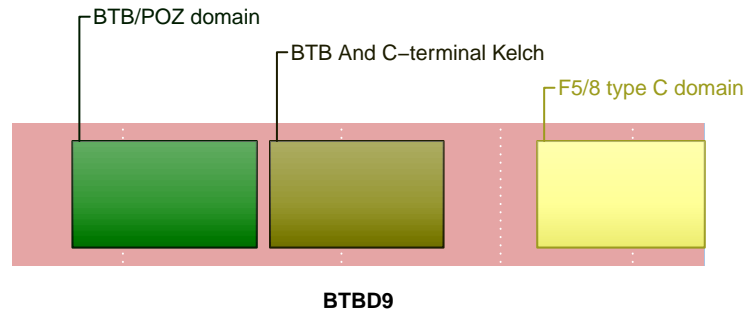 BTB/POZ domain
BTB And C−terminal Kelch
F5/8 type C domain
BTBD9